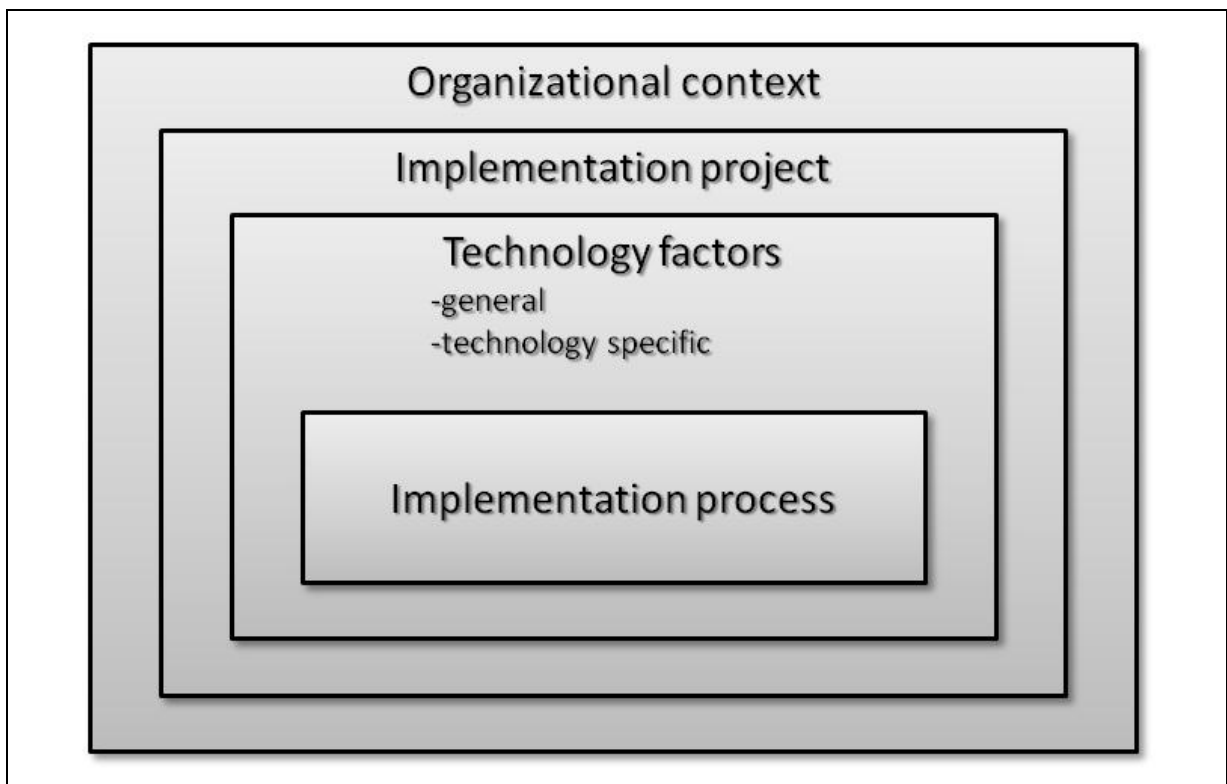 Organizational context
Implementation project
Technology factors
-general
-technology specific
Implementation process